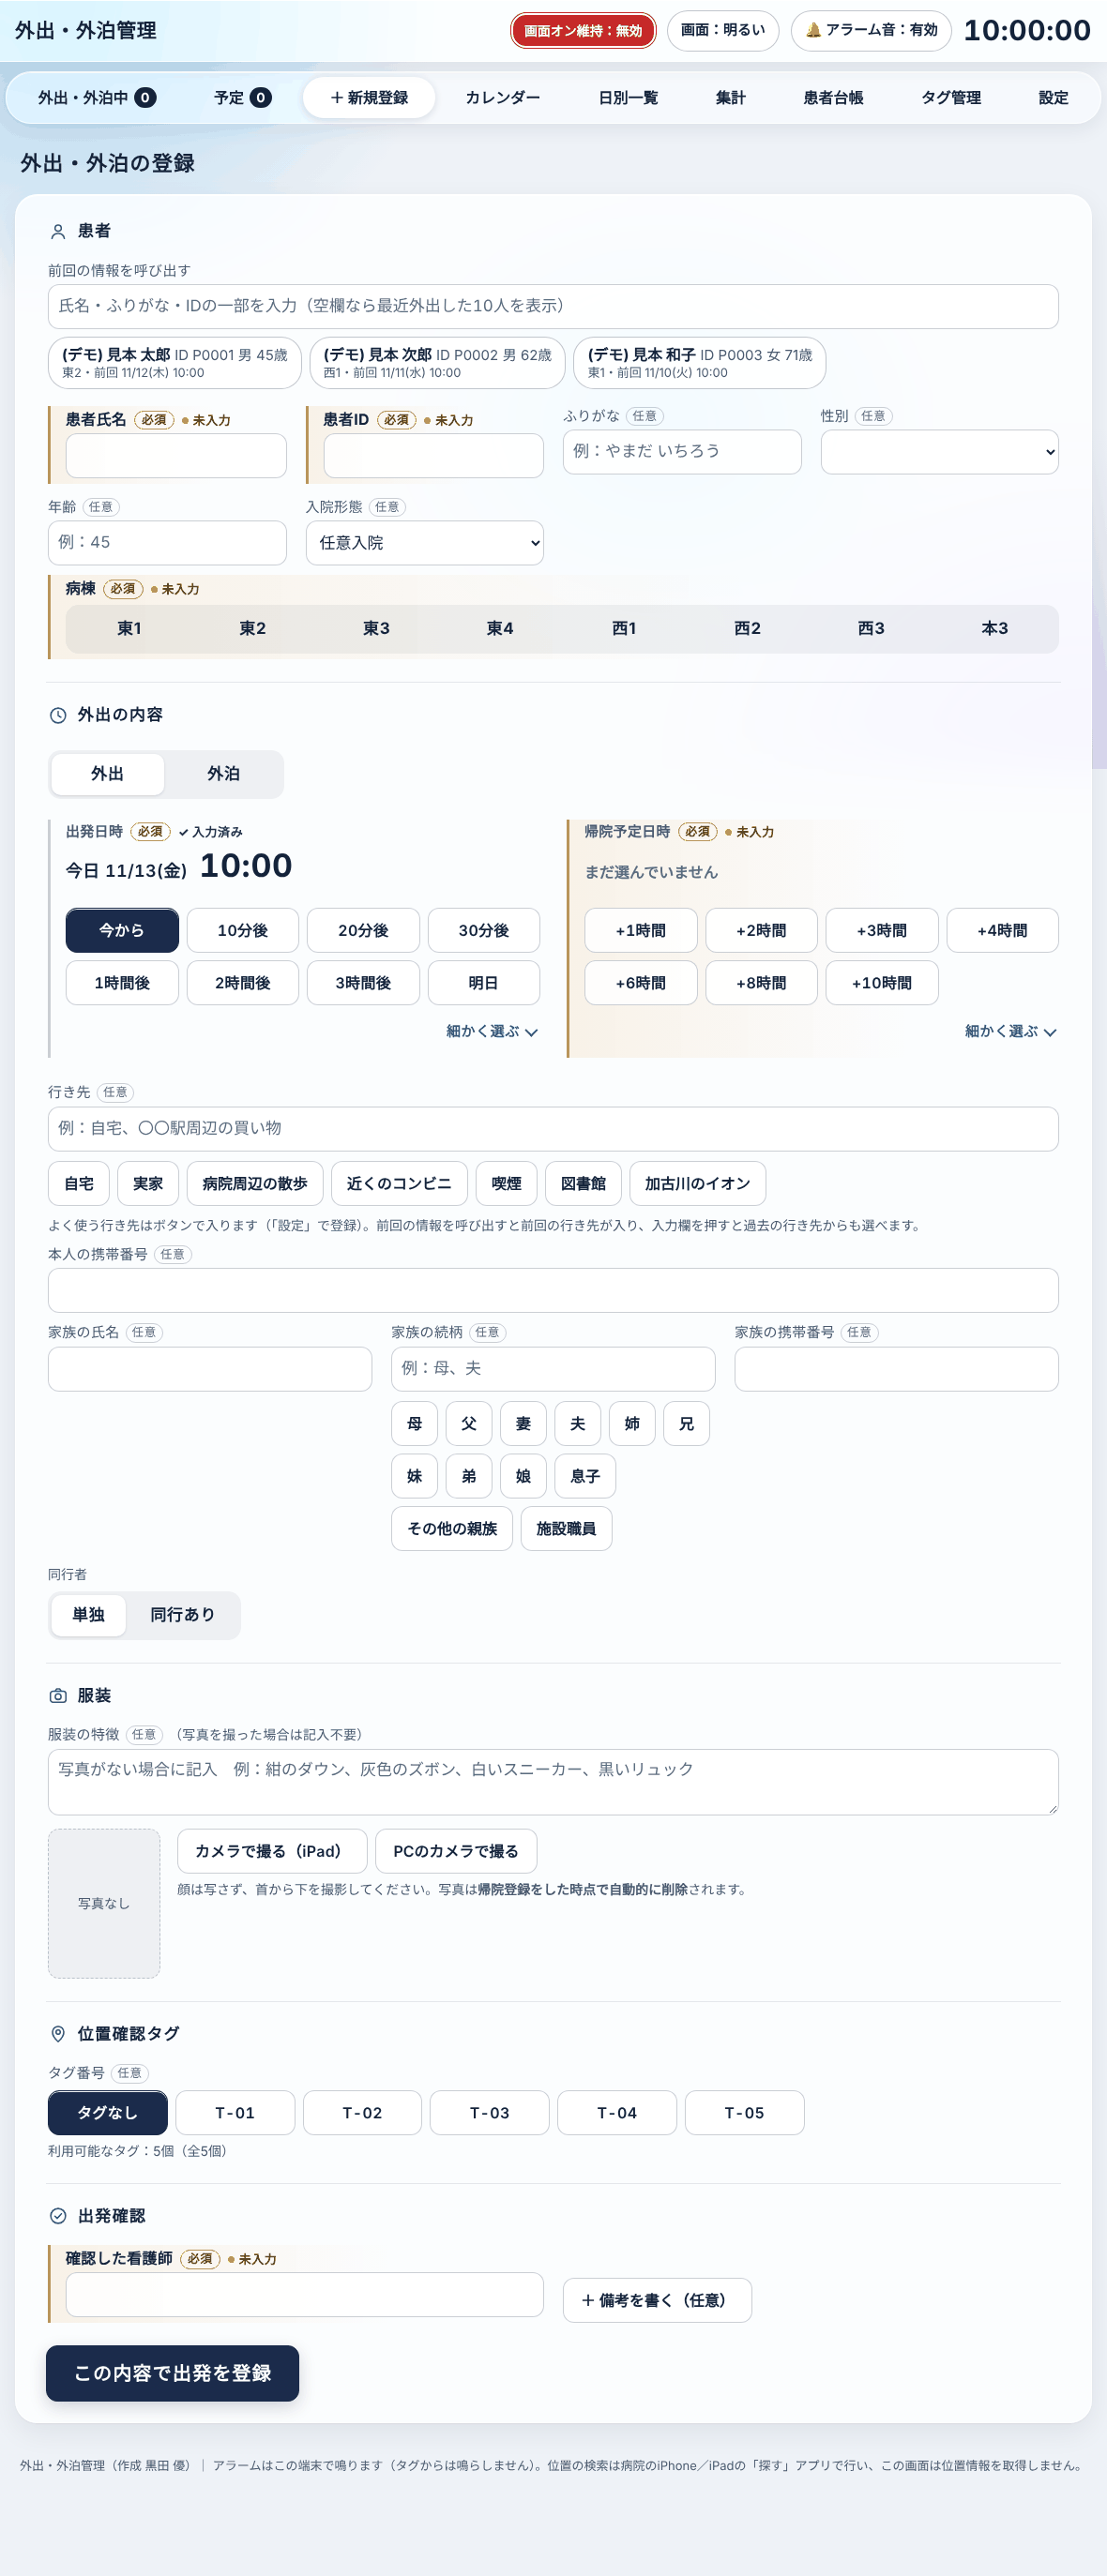 外出・外泊管理
画面オン維持：無効
画面：明るい
🔔 アラーム音：有効
10:00:00
外出・外泊中 0
予定 0
＋ 新規登録
カレンダー
日別一覧
集計
患者台帳
タグ管理
設定
外出・外泊の登録
患者
前回の情報を呼び出す
氏名・ふりがな・IDの一部を入力（空欄なら最近外出した10人を表示）
(デモ) 見本 太郎 ID P0001 男 45歳
東2・前回 11/12(木) 10:00
(デモ) 見本 次郎 ID P0002 男 62歳
西1・前回 11/11(水) 10:00
(デモ) 見本 和子 ID P0003 女 71歳
東1・前回 11/10(火) 10:00
患者氏名 必須 未入力
患者ID 必須 未入力
ふりがな 任意
例：やまだ いちろう
性別 任意
年齢 任意
例：45
入院形態 任意
任意入院
病棟 必須 未入力
東1 東2 東3 東4 西1 西2 西3 本3
外出の内容
外出 外泊
出発日時 必須 ✓ 入力済み
今日 11/13(金) 10:00
今から 10分後 20分後 30分後
1時間後 2時間後 3時間後 明日
細かく選ぶ
帰院予定日時 必須 未入力
まだ選んでいません
+1時間 +2時間 +3時間 +4時間
+6時間 +8時間 +10時間
細かく選ぶ
行き先 任意
例：自宅、〇〇駅周辺の買い物
自宅 実家 病院周辺の散歩 近くのコンビニ 喫煙 図書館 加古川のイオン
よく使う行き先はボタンで入ります（「設定」で登録）。前回の情報を呼び出すと前回の行き先が入り、入力欄を押すと過去の行き先からも選べます。
本人の携帯番号 任意
家族の氏名 任意
家族の続柄 任意
例：母、夫
家族の携帯番号 任意
母 父 妻 夫 姉 兄
妹 弟 娘 息子
その他の親族 施設職員
同行者
単独 同行あり
服装
服装の特徴 任意 （写真を撮った場合は記入不要）
写真がない場合に記入　例：紺のダウン、灰色のズボン、白いスニーカー、黒いリュック
写真なし
カメラで撮る（iPad） PCのカメラで撮る
顔は写さず、首から下を撮影してください。写真は帰院登録をした時点で自動的に削除されます。
位置確認タグ
タグ番号 任意
タグなし T-01 T-02 T-03 T-04 T-05
利用可能なタグ：5個（全5個）
出発確認
確認した看護師 必須 未入力
＋ 備考を書く（任意）
この内容で出発を登録
外出・外泊管理（作成 黒田 優）｜ アラームはこの端末で鳴ります（タグからは鳴らしません）。位置の検索は病院のiPhone／iPadの「探す」アプリで行い、この画面は位置情報を取得しません。